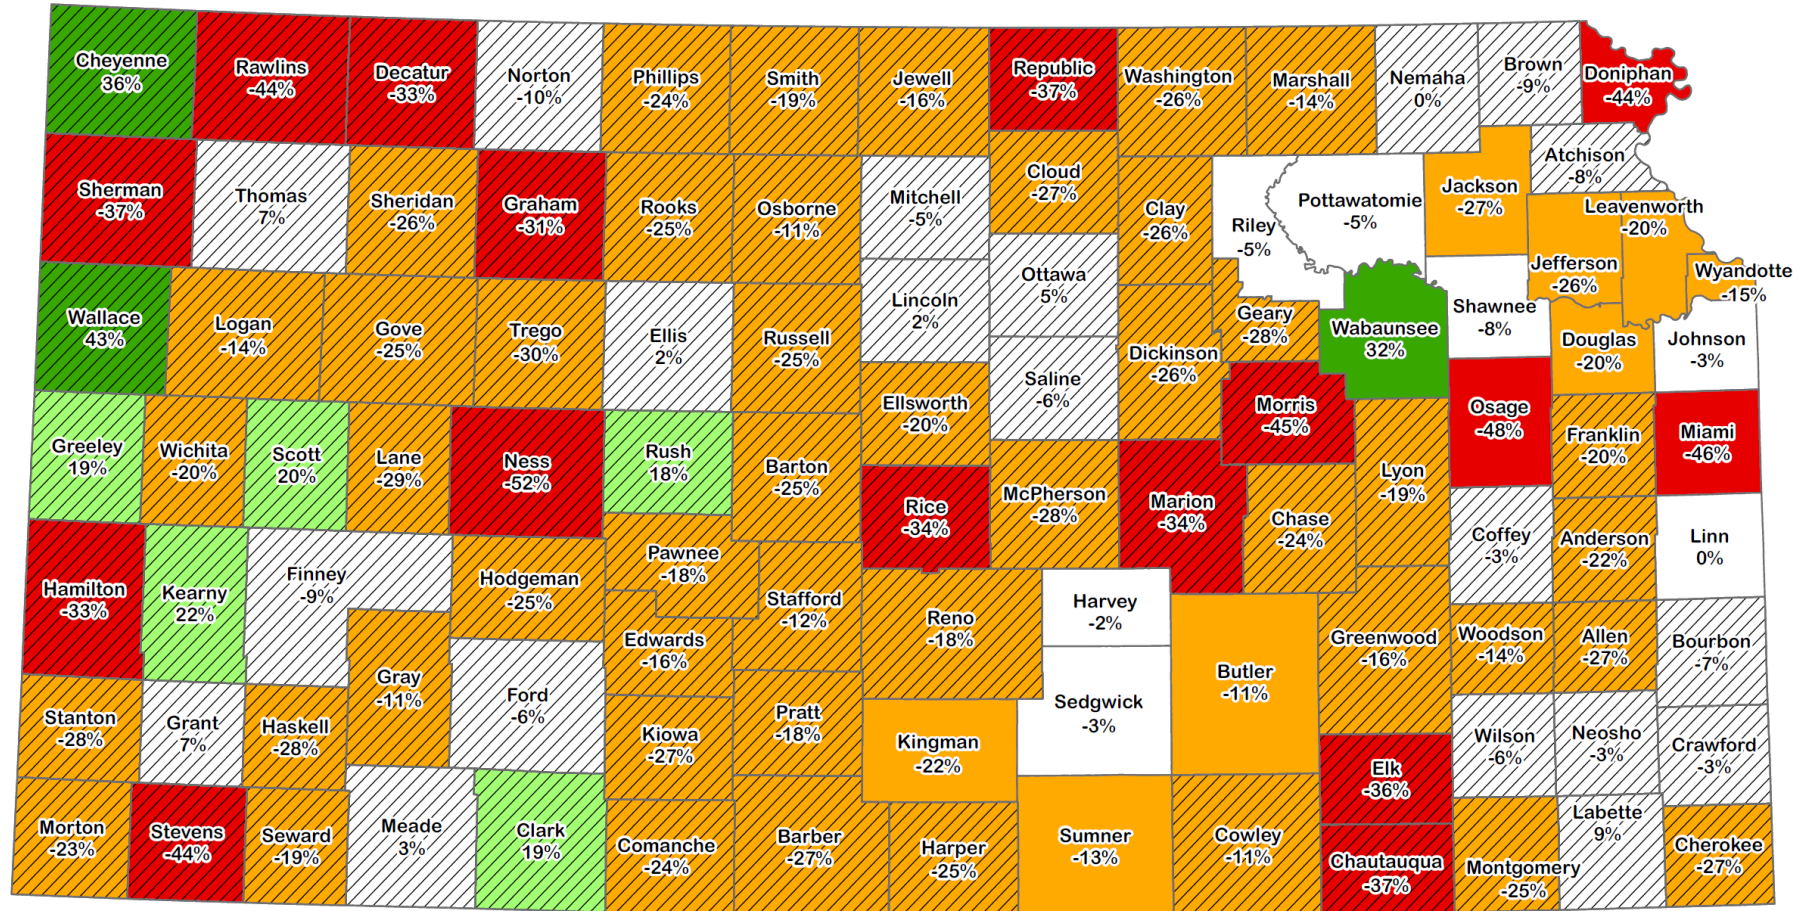 Cheyenne
36%
Rawlins
-44%
Decatur
-33%
Norton
-10%
Phillips
-24%
Smith
-19%
Jewell
-16%
Republic
-37%
Washington
-26%
Marshall
-14%
Nemaha
0%
Brown
-9%
Doniphan
-44%
Sherman
-37%
Thomas
7%
Sheridan
-26%
Graham
-31%
Rooks
-25%
Osborne
-11%
Mitchell
-5%
Cloud
-27%
Clay
-26%
Riley
-5%
Pottawatomie
-5%
Jackson
-27%
Atchison
-8%
Leavenworth
-20%
Jefferson
-26%
Wyandotte
-15%
Wallace
43%
Logan
-14%
Gove
-25%
Trego
-30%
Ellis
2%
Russell
-25%
Lincoln
2%
Ottawa
5%
Saline
-6%
Dickinson
-26%
Geary
-28%
Wabaunsee
32%
Shawnee
-8%
Douglas
-20%
Johnson
-3%
Greeley
19%
Wichita
-20%
Scott
20%
Lane
-29%
Ness
-52%
Rush
18%
Barton
-25%
Ellsworth
-20%
Rice
-34%
McPherson
-28%
Marion
-34%
Morris
-45%
Chase
-24%
Lyon
-19%
Osage
-48%
Franklin
-20%
Miami
-46%
Hamilton
-33%
Kearny
22%
Finney
-9%
Hodgeman
-25%
Pawnee
-18%
Stafford
-12%
Edwards
-16%
Reno
-18%
Harvey
-2%
Butler
-11%
Greenwood
-16%
Coffey
-3%
Anderson
-22%
Linn
0%
Woodson
-14%
Allen
-27%
Bourbon
-7%
Stanton
-28%
Grant
7%
Haskell
-28%
Gray
-11%
Ford
-6%
Kiowa
-27%
Pratt
-18%
Kingman
-22%
Sedgwick
-3%
Elk
-36%
Wilson
-6%
Neosho
-3%
Crawford
-3%
Morton
-23%
Stevens
-44%
Seward
-19%
Meade
3%
Clark
19%
Comanche
-24%
Barber
-27%
Harper
-25%
Sumner
-13%
Cowley
-11%
Chautauqua
-37%
Montgomery
-25%
Labette
9%
Cherokee
-27%